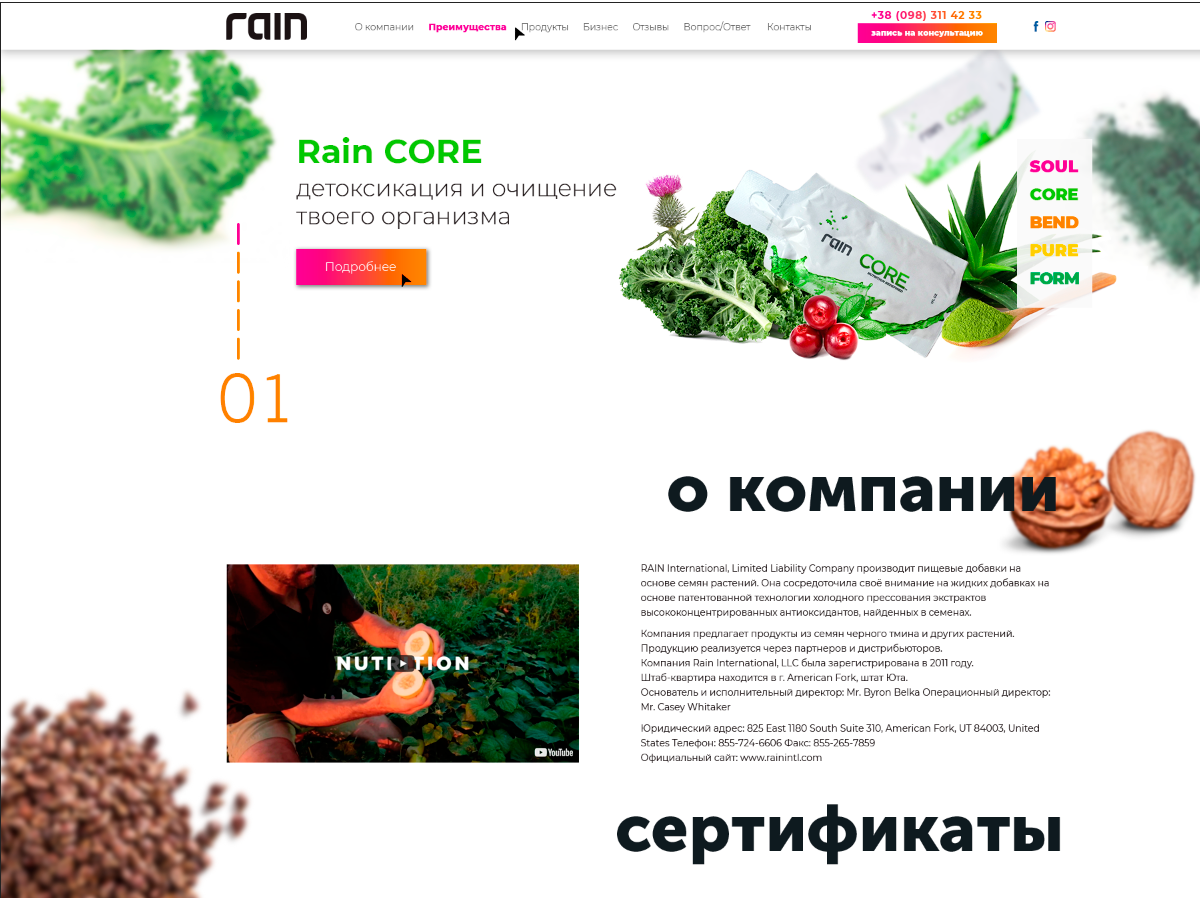 rain
О компании Преимущества Продукты Бизнес Отзывы Вопрос/Ответ Контакты
+38 (098) 311 42 33
запись на консультацию
Rain CORE
детоксикация и очищение
твоего организма
Подробнее
01
rain CORE
rain CORE
SOUL
CORE
BEND
PURE
FORM
о компании
NUTRITION
YouTube
RAIN International, Limited Liability Company производит пищевые добавки на
основе семян растений. Она сосредоточила своё внимание на жидких добавках на
основе патентованной технологии холодного прессования экстрактов
высококонцентрированных антиоксидантов, найденных в семенах.
Компания предлагает продукты из семян черного тмина и других растений.
Продукцию реализуется через партнеров и дистрибьюторов.
Компания Rain International, LLC была зарегистрирована в 2011 году.
Штаб-квартира находится в г. American Fork, штат Юта.
Основатель и исполнительный директор: Mr. Byron Belka Операционный директор:
Mr. Casey Whitaker
Юридический адрес: 825 East 1180 South Suite 310, American Fork, UT 84003, United
States Телефон: 855-724-6606 Факс: 855-265-7859
Официальный сайт: www.rainintl.com
сертификаты